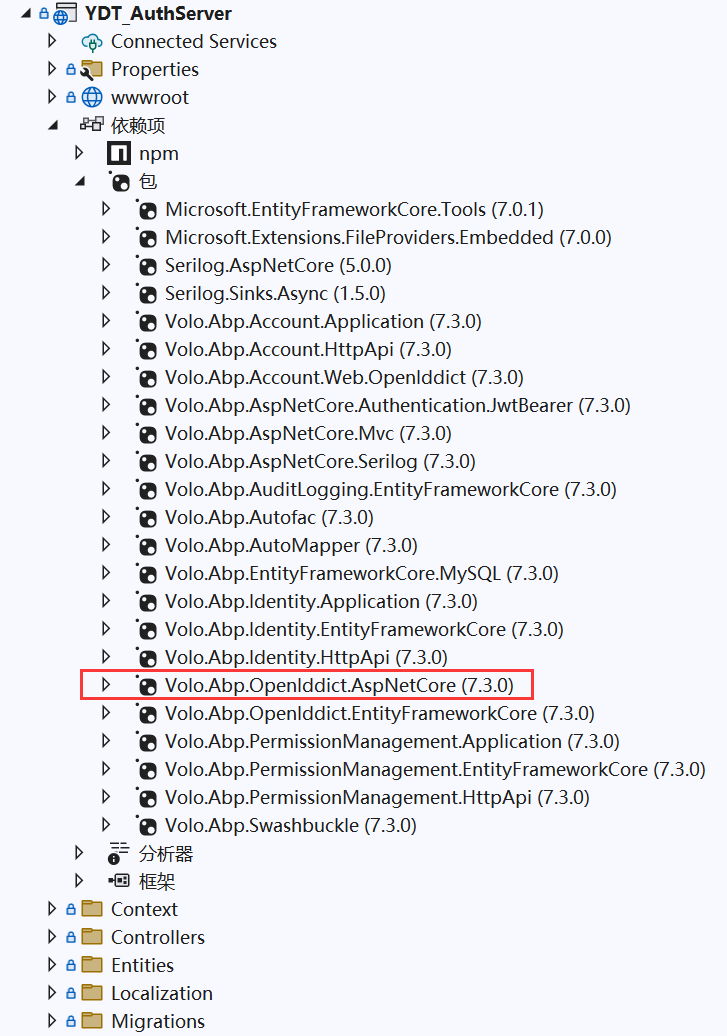 YDT_AuthServer
Connected Services
Properties
wwwroot
依赖项
npm
包
Microsoft.EntityFrameworkCore.Tools (7.0.1)
Microsoft.Extensions.FileProviders.Embedded (7.0.0)
Serilog.AspNetCore (5.0.0)
Serilog.Sinks.Async (1.5.0)
Volo.Abp.Account.Application (7.3.0)
Volo.Abp.Account.HttpApi (7.3.0)
Volo.Abp.Account.Web.OpenIddict (7.3.0)
Volo.Abp.AspNetCore.Authentication.JwtBearer (7.3.0)
Volo.Abp.AspNetCore.Mvc (7.3.0)
Volo.Abp.AspNetCore.Serilog (7.3.0)
Volo.Abp.AuditLogging.EntityFrameworkCore (7.3.0)
Volo.Abp.Autofac (7.3.0)
Volo.Abp.AutoMapper (7.3.0)
Volo.Abp.EntityFrameworkCore.MySQL (7.3.0)
Volo.Abp.Identity.Application (7.3.0)
Volo.Abp.Identity.EntityFrameworkCore (7.3.0)
Volo.Abp.Identity.HttpApi (7.3.0)
Volo.Abp.OpenIddict.AspNetCore (7.3.0)
Volo.Abp.OpenIddict.EntityFrameworkCore (7.3.0)
Volo.Abp.PermissionManagement.Application (7.3.0)
Volo.Abp.PermissionManagement.EntityFrameworkCore (7.3.0)
Volo.Abp.PermissionManagement.HttpApi (7.3.0)
Volo.Abp.Swashbuckle (7.3.0)
分析器
框架
Context
Controllers
Entities
Localization
Migrations